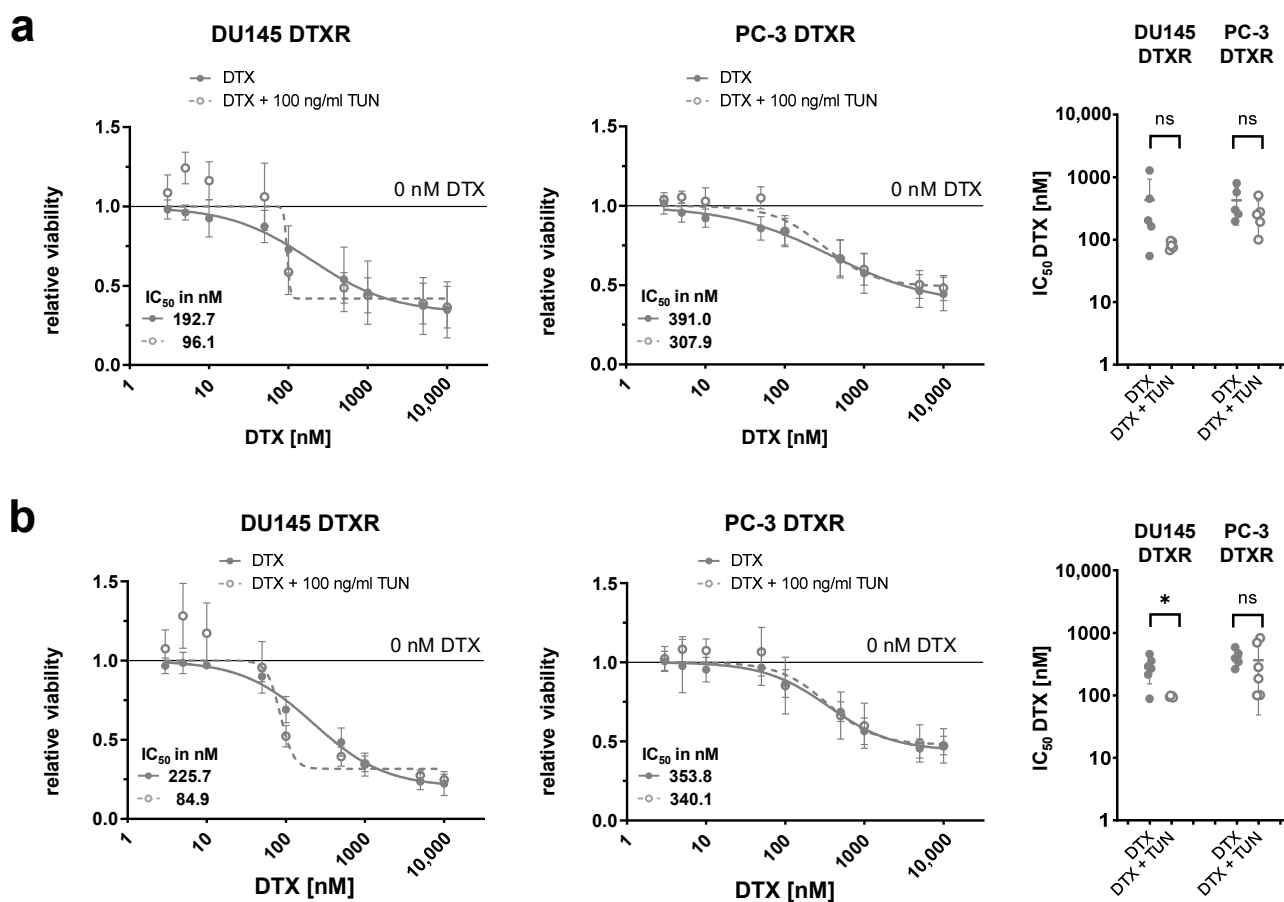 a
DU145 DTXR
DTX
DTX + 100 ng/ml TUN
relative viability
1.5
1.0
0.5
0.0
0 nM DTX
IC50 in nM
192.7
96.1
1
10
100
1000
10,000
DTX [nM]
PC-3 DTXR
DTX
DTX + 100 ng/ml TUN
relative viability
1.5
1.0
0.5
0.0
0 nM DTX
IC50 in nM
391.0
307.9
1
10
100
1000
10,000
DTX [nM]
DU145
DTXR
PC-3
DTXR
ns
ns
IC50 DTX [nM]
10,000
1000
100
10
1
DTX
DTX + TUN
DTX
DTX + TUN
b
DU145 DTXR
DTX
DTX + 100 ng/ml TUN
relative viability
1.5
1.0
0.5
0.0
0 nM DTX
IC50 in nM
225.7
84.9
1
10
100
1000
10,000
DTX [nM]
PC-3 DTXR
DTX
DTX + 100 ng/ml TUN
relative viability
1.5
1.0
0.5
0.0
0 nM DTX
IC50 in nM
353.8
340.1
1
10
100
1000
10,000
DTX [nM]
DU145
DTXR
PC-3
DTXR
*
ns
IC50 DTX [nM]
10,000
1000
100
10
1
DTX
DTX + TUN
DTX
DTX + TUN